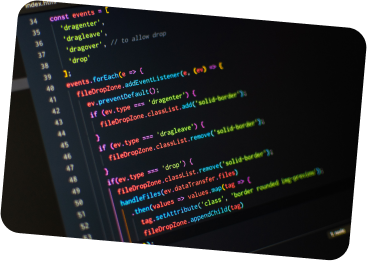 index.html
34 const events = [
35 'dragenter',
36 'dragleave',
37 'dragover', // to allow drop
38 'drop'
39 ];
40 events.forEach(e => {
41 fileDropZone.addEventListener(e, (ev) => {
42 ev.preventDefault();
43 if (ev.type === 'dragenter') {
44 fileDropZone.classList.add('solid-border');
45 }
46 if (ev.type === 'dragleave') {
47 fileDropZone.classList.remove('solid-border');
48 }
49 if(ev.type === 'drop') {
50 fileDropZone.classList.remove('solid-border');
51 handleFiles(ev.dataTransfer.files)
52 .then(values => values.map(tag => {
tag.setAttribute('class', 'border rounded img-preview');
fileDropZone.appendChild(tag)